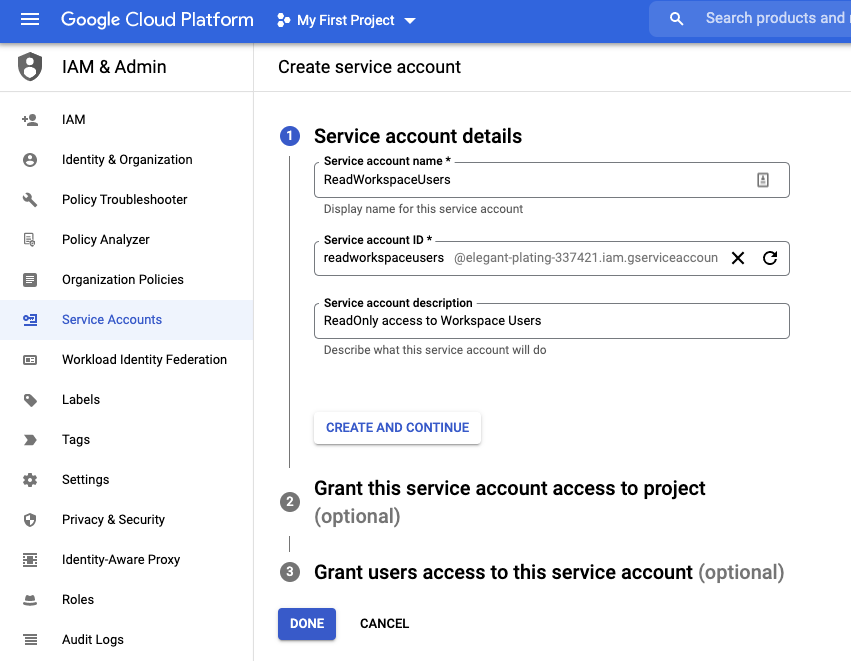 Google Cloud Platform
My First Project
Search products and
IAM & Admin
Create service account
IAM
Identity & Organization
Policy Troubleshooter
Policy Analyzer
Organization Policies
Service Accounts
Workload Identity Federation
Labels
Tags
Settings
Privacy & Security
Identity-Aware Proxy
Roles
Audit Logs
1
Service account details
Service account name *
ReadWorkspaceUsers
Display name for this service account
Service account ID *
readworkspaceusers @elegant-plating-337421.iam.gserviceaccoun
Service account description
ReadOnly access to Workspace Users
Describe what this service account will do
CREATE AND CONTINUE
2
Grant this service account access to project
(optional)
3
Grant users access to this service account (optional)
DONE CANCEL